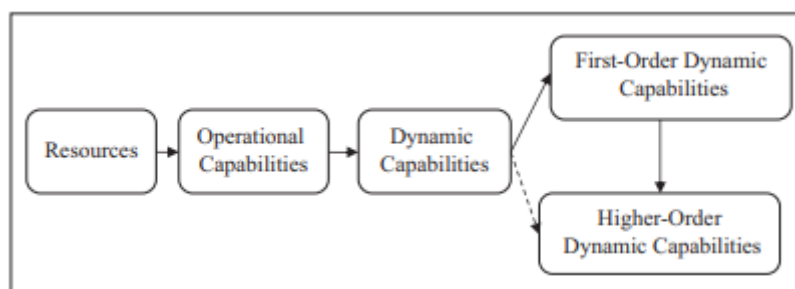 First-Order Dynamic
Capabilities
Resources
Operational
Capabilities
Dynamic
Capabilities
Higher-Order
Dynamic Capabilities